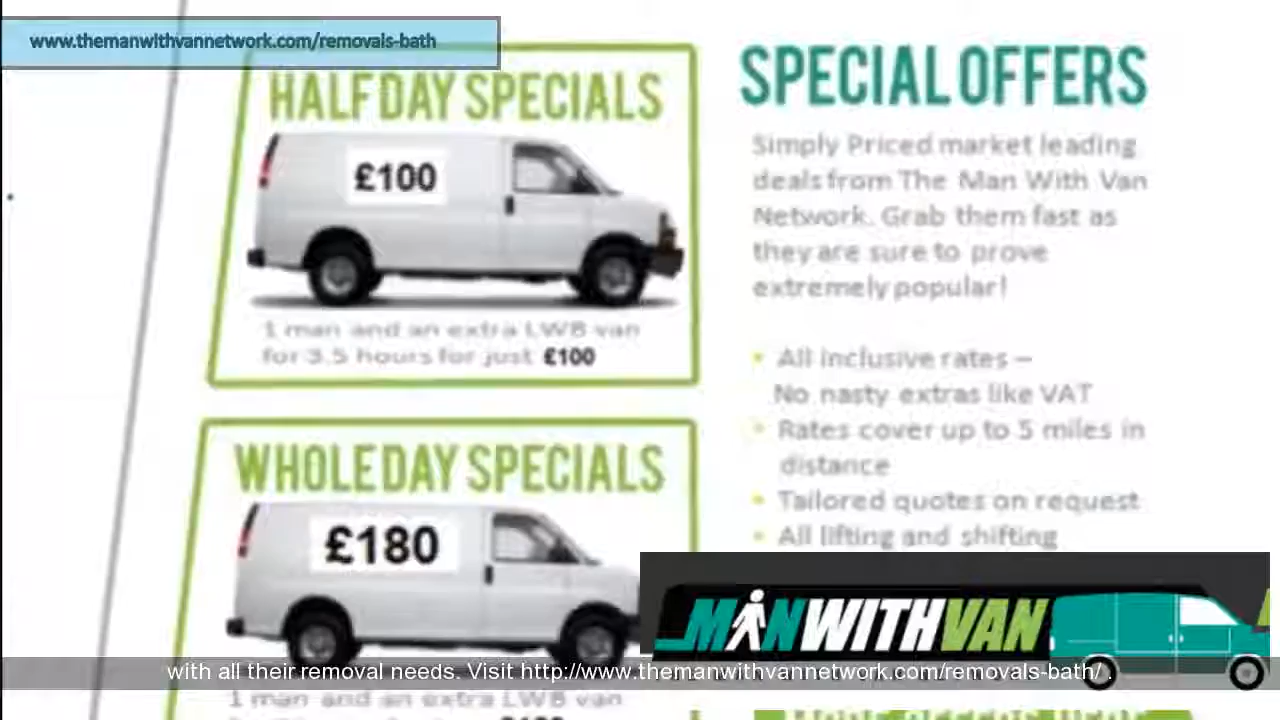 www.themanwithvannetwork.com/removals-bath
HALF DAY SPECIALS
£100
1 man and an extra LWB van
for 3.5 hours for just £100
WHOLE DAY SPECIALS
£180
1 man and an extra LWB van
SPECIAL OFFERS
Simply Priced market leading
deals from The Man With Van
Network. Grab them fast as
they are sure to prove
extremely popular!
• All inclusive rates –
No nasty extras like VAT
• Rates cover up to 5 miles in
distance
• Tailored quotes on request
• All lifting and shifting
MANWITHVAN
with all their removal needs. Visit http://www.themanwithvannetwork.com/removals-bath/ .